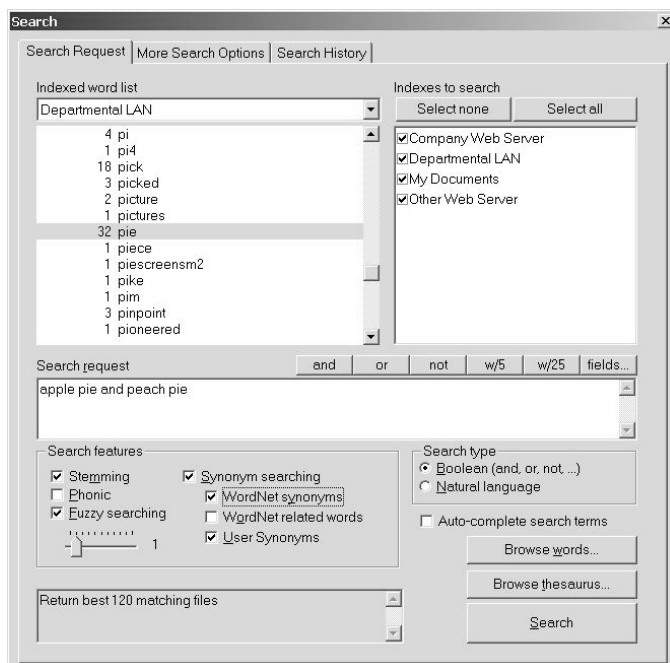 Search
Search Request More Search Options Search History
Indexed word list
Departmental LAN
4 pi
1 pi4
18 pick
3 picked
2 picture
1 pictures
32 pie
1 piece
1 piescreensm2
1 pike
1 pim
3 pinpoint
1 pioneered
Indexes to search
Select none Select all
Company Web Server
Departmental LAN
My Documents
Other Web Server
Search request and or not w/5 w/25 fields...
apple pie and peach pie
Search features
Stemming
Phonic
Fuzzy searching
1
Synonym searching
WordNet synonyms
WordNet related words
User Synonyms
Search type
Boolean (and, or, not, ...)
Natural language
Auto-complete search terms
Browse words...
Browse thesaurus...
Search
Return best 120 matching files